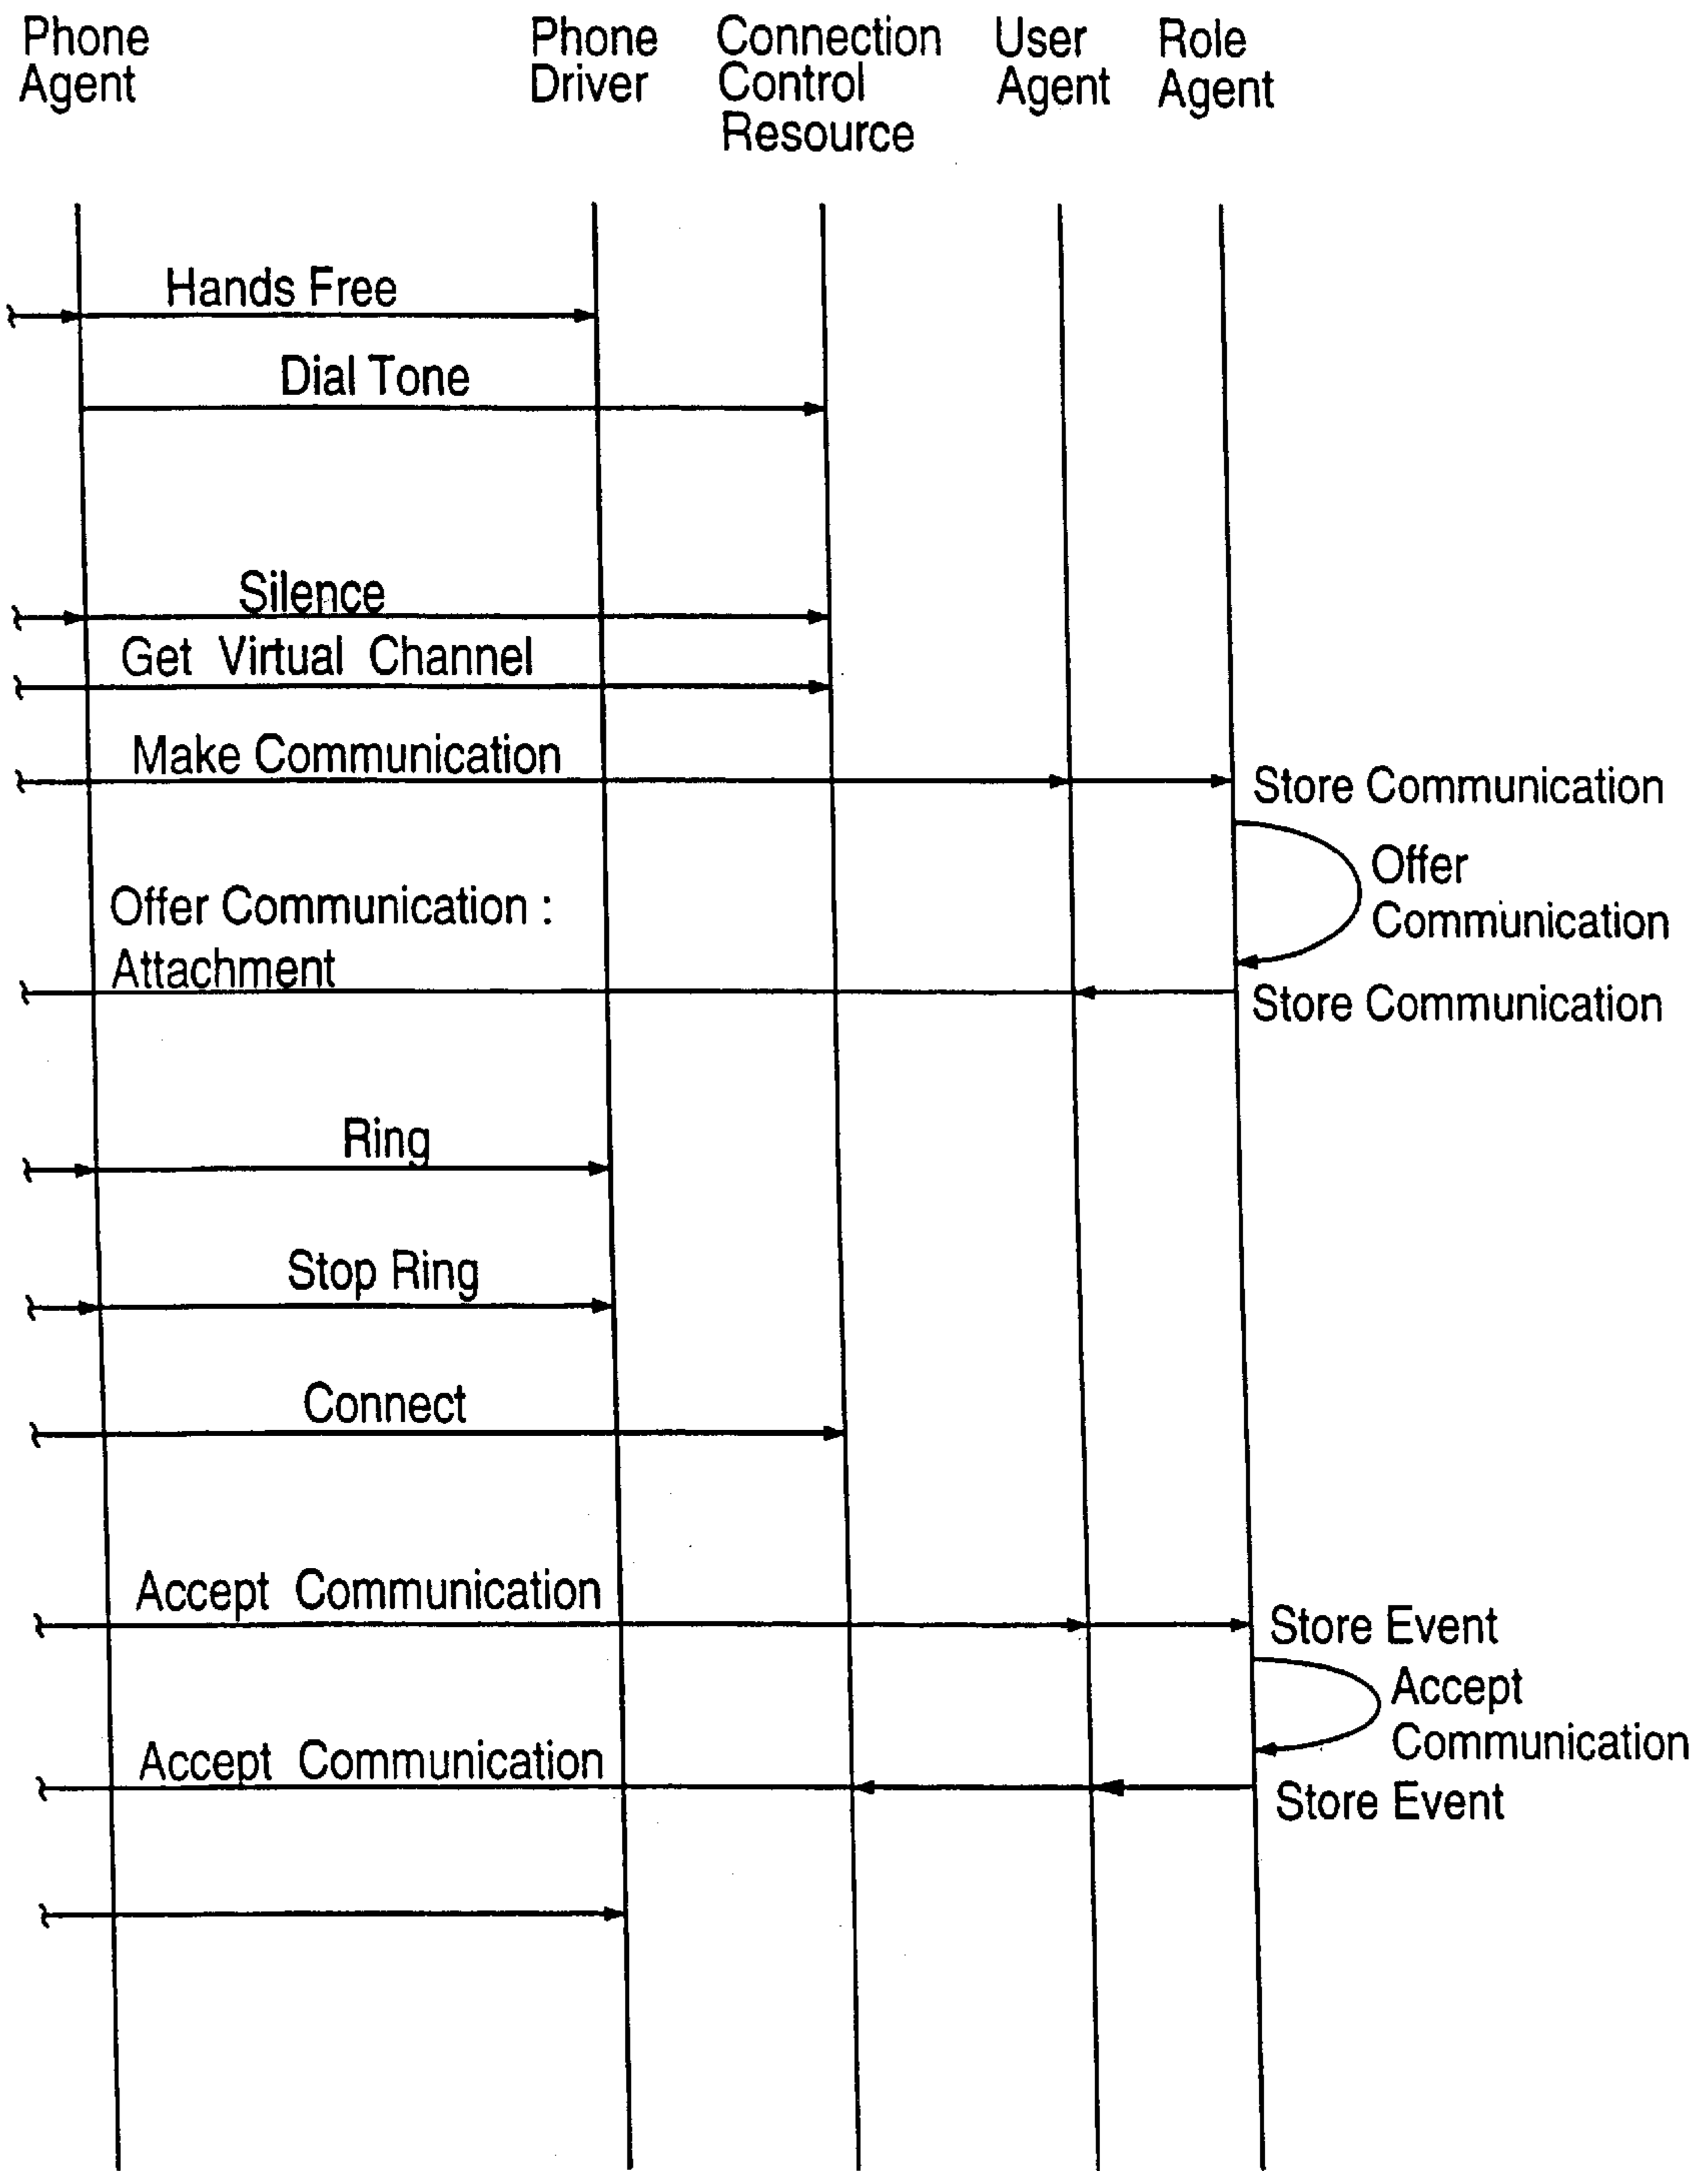 Phone Agent
Phone Driver
Connection Control Resource
User Agent
Role Agent
Hands Free
Dial Tone
Silence
Get Virtual Channel
Make Communication
Store Communication
Offer
Communication
Offer Communication :
Attachment
Store Communication
Ring
Stop Ring
Connect
Accept Communication
Store Event
Accept
Communication
Accept Communication
Store Event